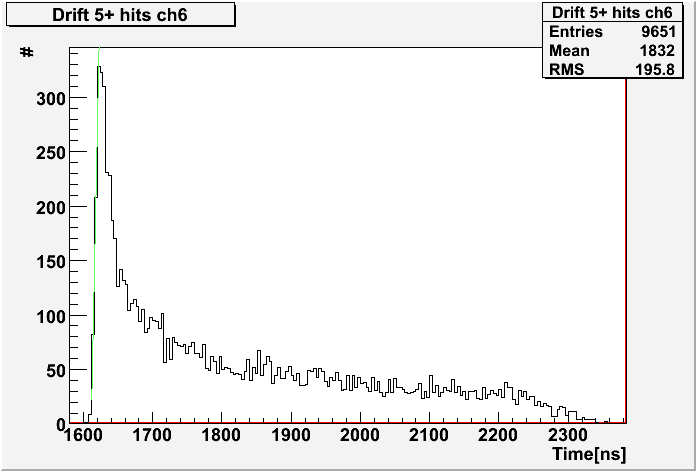 Drift 5+ hits ch6
Drift 5+ hits ch6
Entries 9651
Mean 1832
RMS 195.8
#
300
250
200
150
100
50
0
1600 1700 1800 1900 2000 2100 2200 2300
Time[ns]